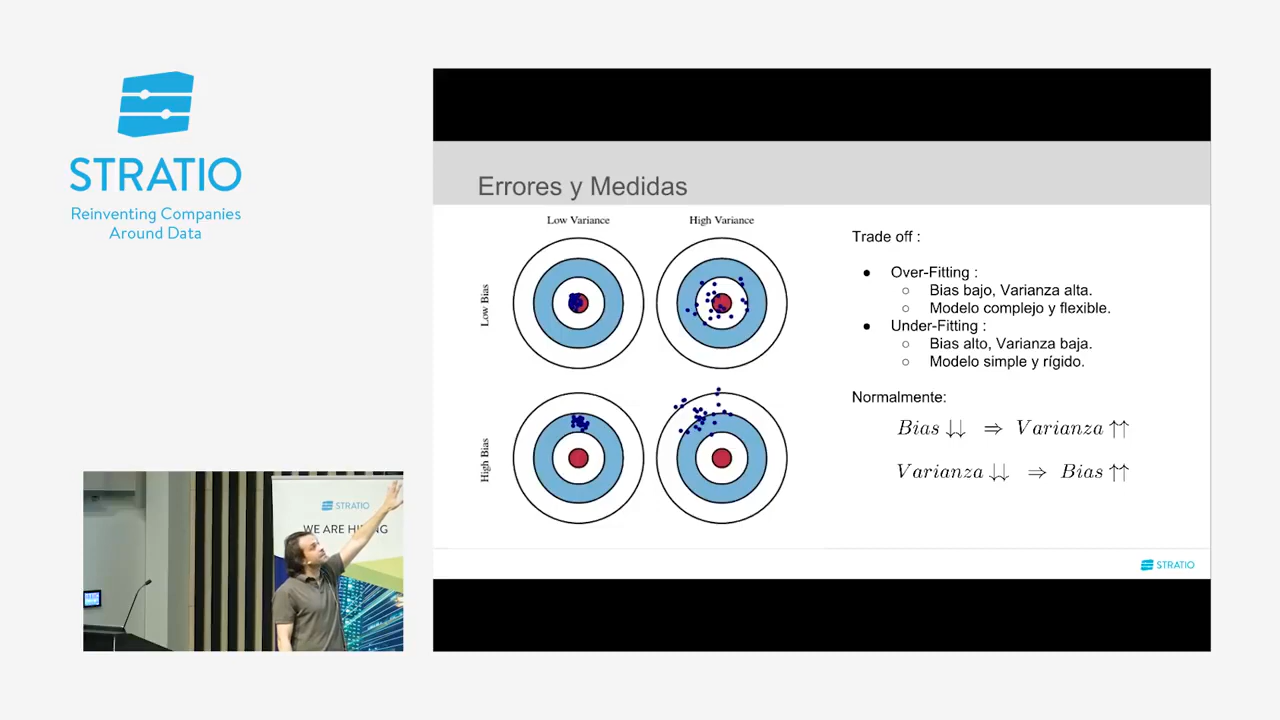 STRATIO
Reinventing Companies
Around Data
Errores y Medidas
Low Variance
High Variance
Low Bias
High Bias
Trade off :
● Over-Fitting :
○ Bias bajo, Varianza alta.
○ Modelo complejo y flexible.
● Under-Fitting :
○ Bias alto, Varianza baja.
○ Modelo simple y rígido.
Normalmente:
Bias ↓↓ ⇒ Varianza ↑↑
Varianza ↓↓ ⇒ Bias ↑↑
STRATIO
STRATIO
WE ARE HIRING